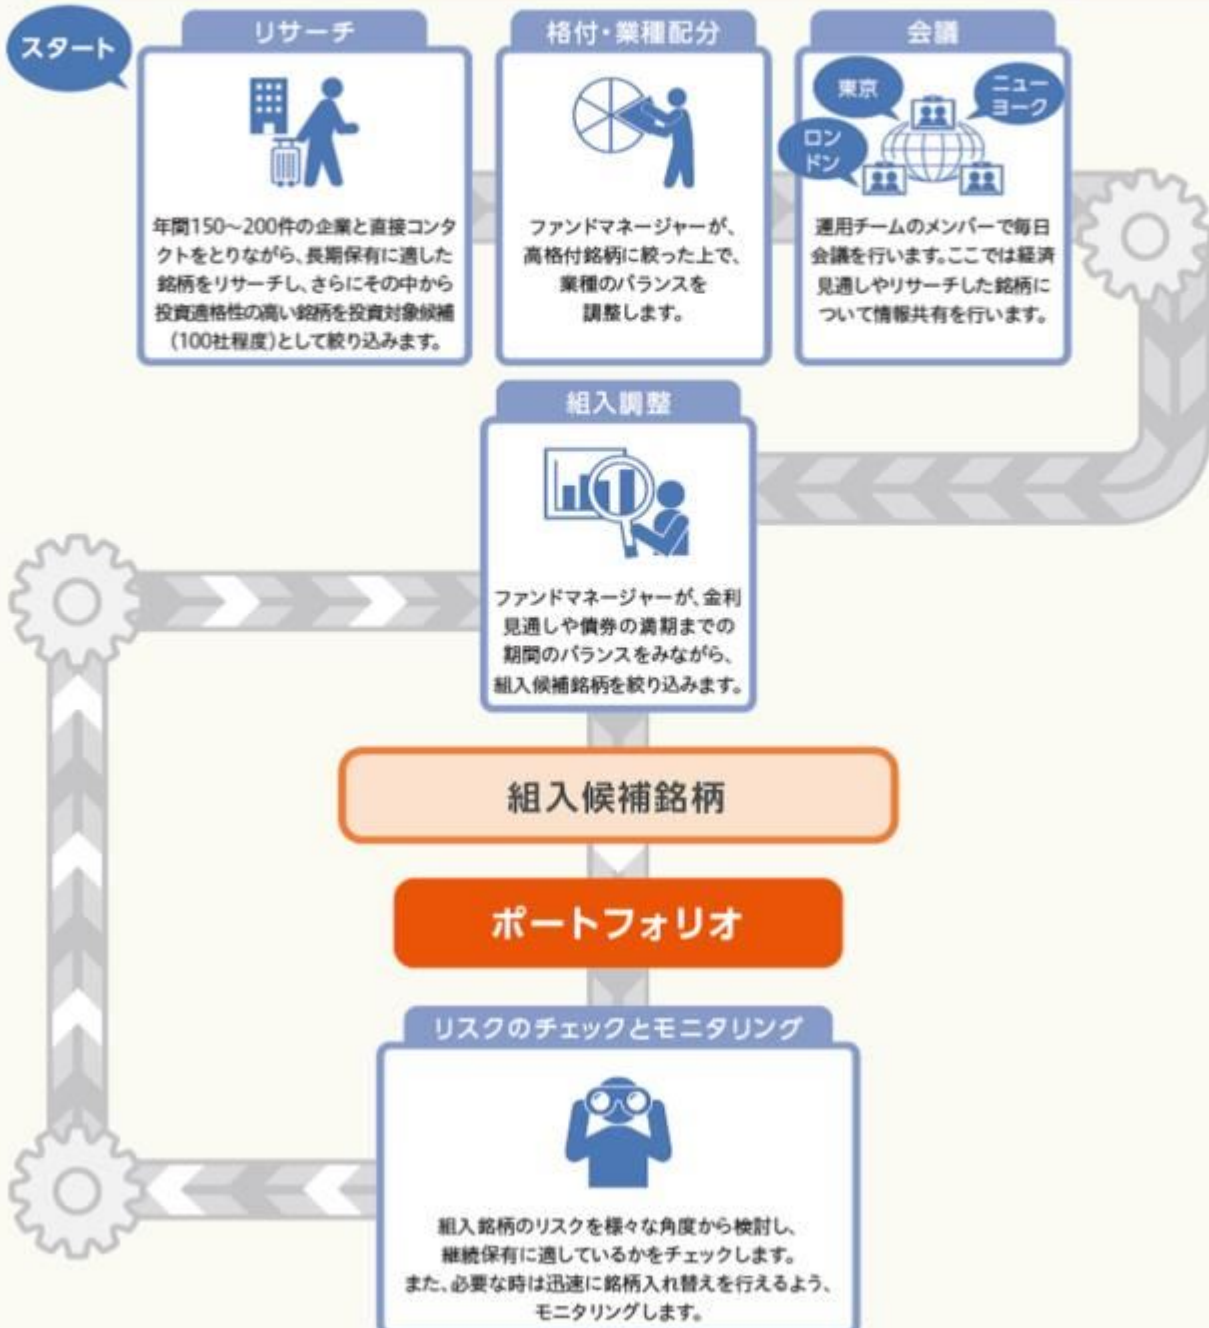 スタート
リサーチ
年間150～200件の企業と直接コンタ
クトをとりながら、長期保有に適した
銘柄をリサーチし、さらにその中から
投資適格性の高い銘柄を投資対象候補
（100社程度）として絞り込みます。
格付・業種配分
ファンドマネージャーが、
高格付銘柄に絞った上で、
業種のバランスを
調整します。
会議
東京
ニュー
ヨーク
ロン
ドン
運用チームのメンバーで毎日
会議を行います。ここでは経済
見通しやリサーチした銘柄に
ついて情報共有を行います。
組入調整
ファンドマネージャーが、金利
見通しや債券の満期までの
期間のバランスをみながら、
組入候補銘柄を絞り込みます。
組入候補銘柄
ポートフォリオ
リスクのチェックとモニタリング
組入銘柄のリスクを様々な角度から検討し、
継続保有に適しているかをチェックします。
また、必要な時は迅速に銘柄入れ替えを行えるよう、
モニタリングします。